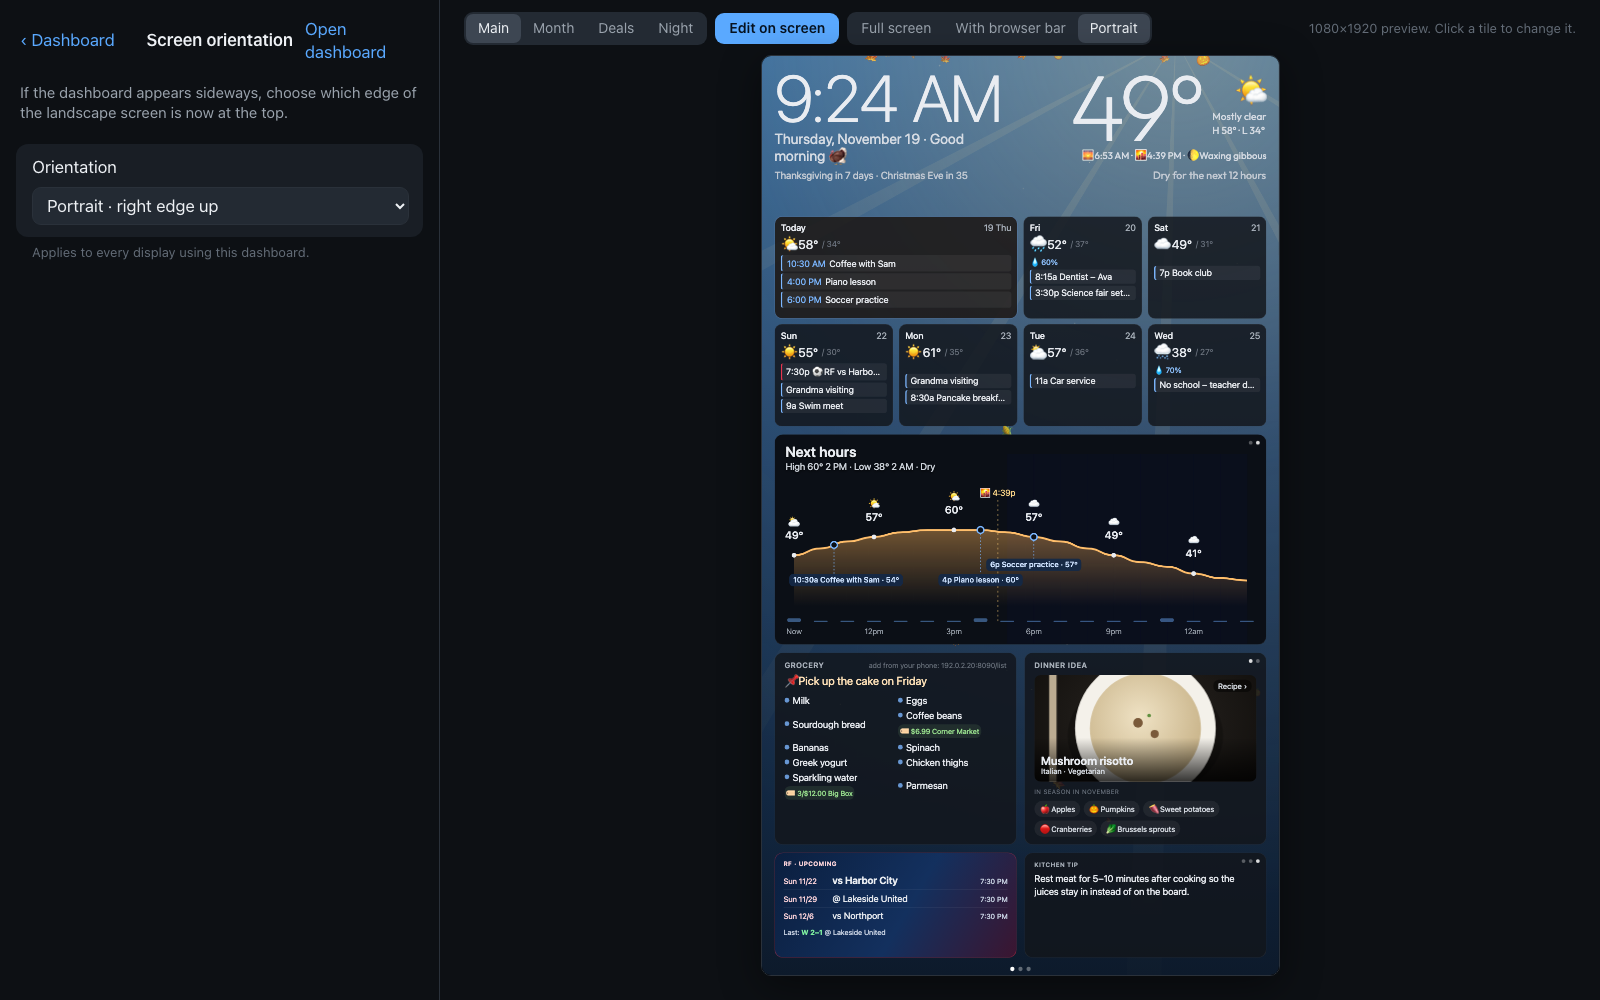 ‹ Dashboard
Screen orientation
Open dashboard
If the dashboard appears sideways, choose which edge of
the landscape screen is now at the top.
Orientation
Portrait · right edge up
Applies to every display using this dashboard.
Main
Month
Deals
Night
Edit on screen
Full screen
With browser bar
Portrait
1080×1920 preview. Click a tile to change it.
9:24 AM
Thursday, November 19 · Good
morning
Thanksgiving in 7 days · Christmas Eve in 35
49°
Mostly clear
H 58° · L 34°
6:53 AM · 4:39 PM · Waxing gibbous
Dry for the next 12 hours
Today 19 Thu
58° / 34°
10:30 AM Coffee with Sam
4:00 PM Piano lesson
6:00 PM Soccer practice
Fri 20
52° / 37°
60%
8:15a Dentist – Ava
3:30p Science fair set...
Sat 21
49° / 31°
7p Book club
Sun 22
55° / 30°
7:30p RF vs Harbo...
Grandma visiting
9a Swim meet
Mon 23
61° / 35°
Grandma visiting
8:30a Pancake breakf...
Tue 24
57° / 36°
11a Car service
Wed 25
38° / 27°
70%
No school – teacher d...
Next hours
High 60° 2 PM · Low 38° 2 AM · Dry
49°
57°
60°
4:39p
57°
49°
41°
10:30a Coffee with Sam · 54°
4p Piano lesson · 60°
6p Soccer practice · 57°
Now
12pm
3pm
6pm
9pm
12am
GROCERY
add from your phone: 192.0.2.20:8090/list
Pick up the cake on Friday
Milk
Sourdough bread
Bananas
Greek yogurt
Sparkling water
3/$12.00 Big Box
Eggs
Coffee beans
$6.99 Corner Market
Spinach
Chicken thighs
Parmesan
DINNER IDEA
Recipe ›
Mushroom risotto
Italian · Vegetarian
IN SEASON IN NOVEMBER
Apples
Pumpkins
Sweet potatoes
Cranberries
Brussels sprouts
RF · UPCOMING
Sun 11/22 vs Harbor City 7:30 PM
Sun 11/29 @ Lakeside United 7:30 PM
Sun 12/6 vs Northport 7:30 PM
Last: W 2–1 @ Lakeside United
KITCHEN TIP
Rest meat for 5–10 minutes after cooking so the
juices stay in instead of on the board.